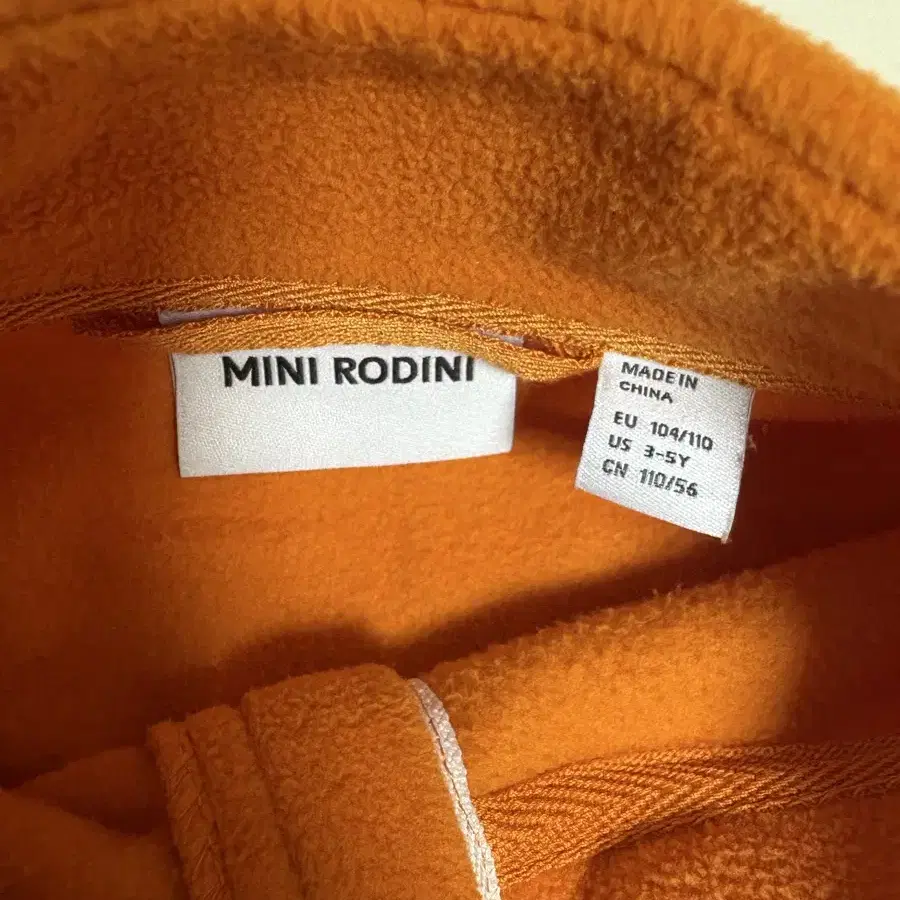 MINI RODINI
MADE IN
CHINA
EU 104/110
US 3-5Y
CN 110/56